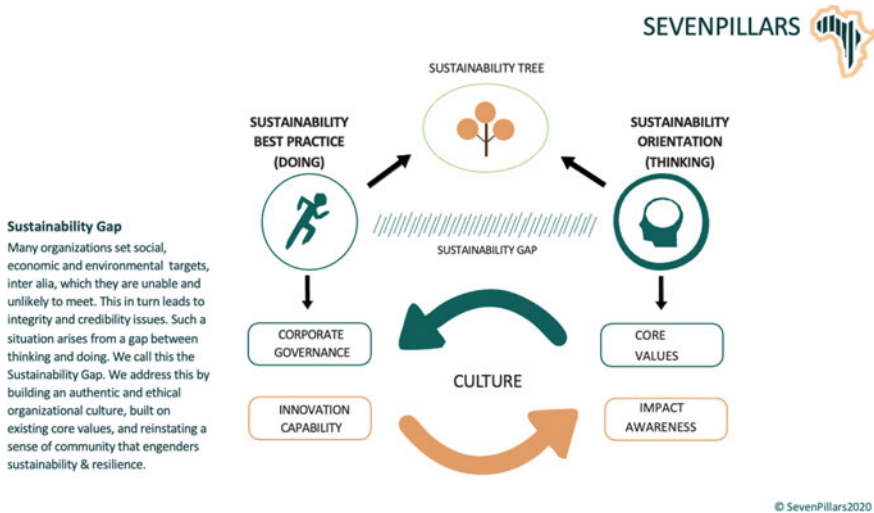 SEVENPILLARS
SUSTAINABILITY TREE
SUSTAINABILITY
BEST PRACTICE
(DOING)
SUSTAINABILITY
ORIENTATION
(THINKING)
SUSTAINABILITY GAP
Sustainability Gap
Many organizations set social,
economic and environmental targets,
inter alia, which they are unable and
unlikely to meet. This in turn leads to
integrity and credibility issues. Such a
situation arises from a gap between
thinking and doing. We call this the
Sustainability Gap. We address this by
building an authentic and ethical
organizational culture, built on
existing core values, and reinstating a
sense of community that engenders
sustainability & resilience.
CORPORATE
GOVERNANCE
CORE
VALUES
CULTURE
INNOVATION
CAPABILITY
IMPACT
AWARENESS
© SevenPillars2020